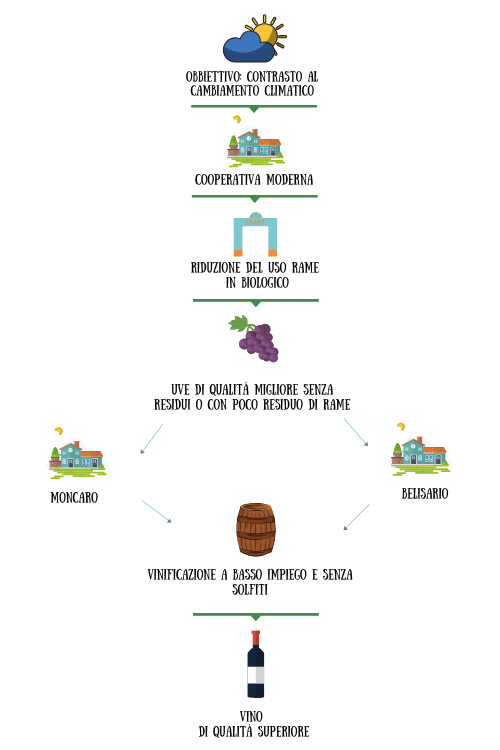 OBBIETTIVO: CONTRASTO AL
CAMBIAMENTO CLIMATICO
COOPERATIVA MODERNA
RIDUZIONE DEL USO RAME
IN BIOLOGICO
UVE DI QUALITÀ MIGLIORE SENZA
RESIDUI O CON POCO RESIDUO DI RAME
MONCARO
BELISARIO
VINIFICAZIONE A BASSO IMPIEGO E SENZA
SOLFITI
VINO
DI QUALITÀ SUPERIORE